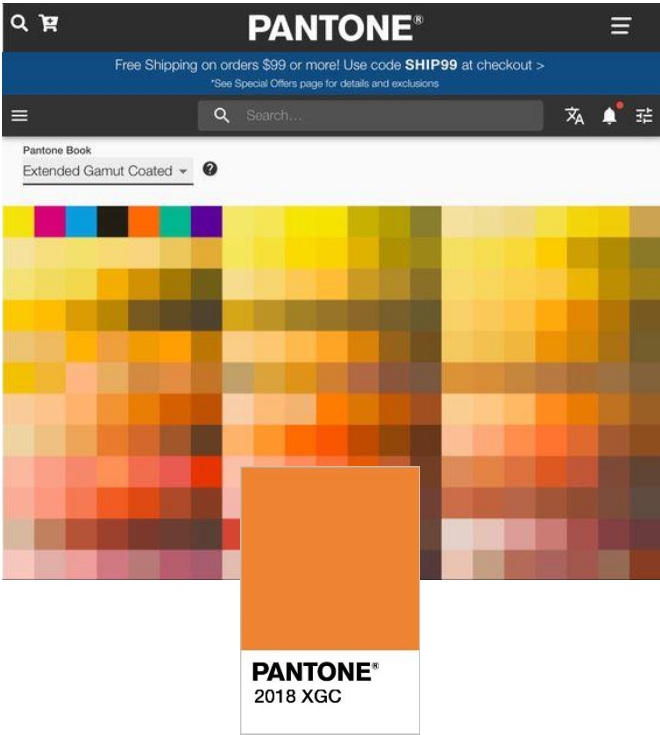 PANTONE®
Free Shipping on orders $99 or more! Use code SHIP99 at checkout >
*See Special Offers page for details and exclusions
Search...
Pantone Book
Extended Gamut Coated
PANTONE®
2018 XGC